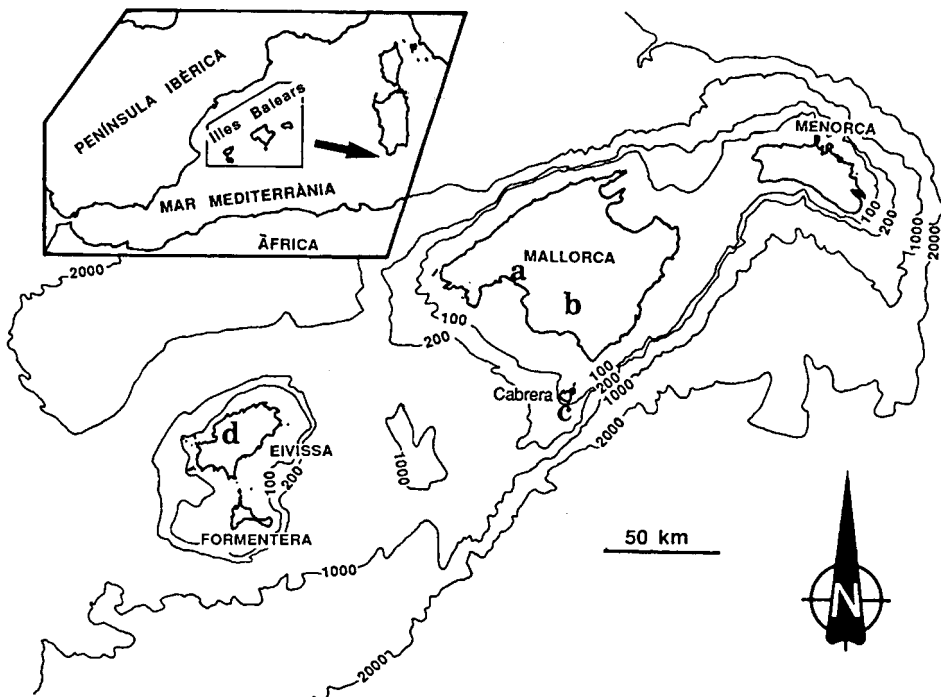 PENÍNSULA IBÈRICA
Illes Balears
MAR MEDITERRÀNIA
ÀFRICA
MENORCA
100
200
1000
2000
2000
MALLORCA
a
b
100
200
100
200
1000
2000
Cabrera
c
d
EIVISSA
100
200
1000
FORMENTERA
50 km
1000
2000
N